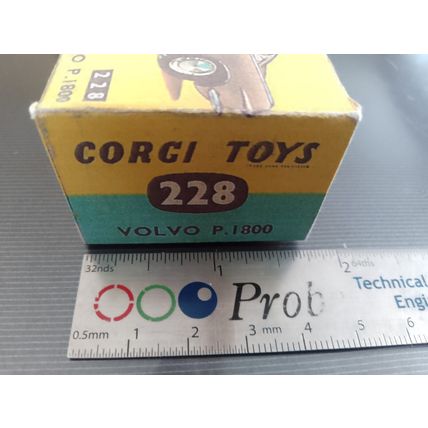 O P.1800 228
CORGI TOYS
228
VOLVO P.1800
32nds 1 2 64ths
Prob Technical
Engi
0.5mm 1 2 3 mm 4 5 6